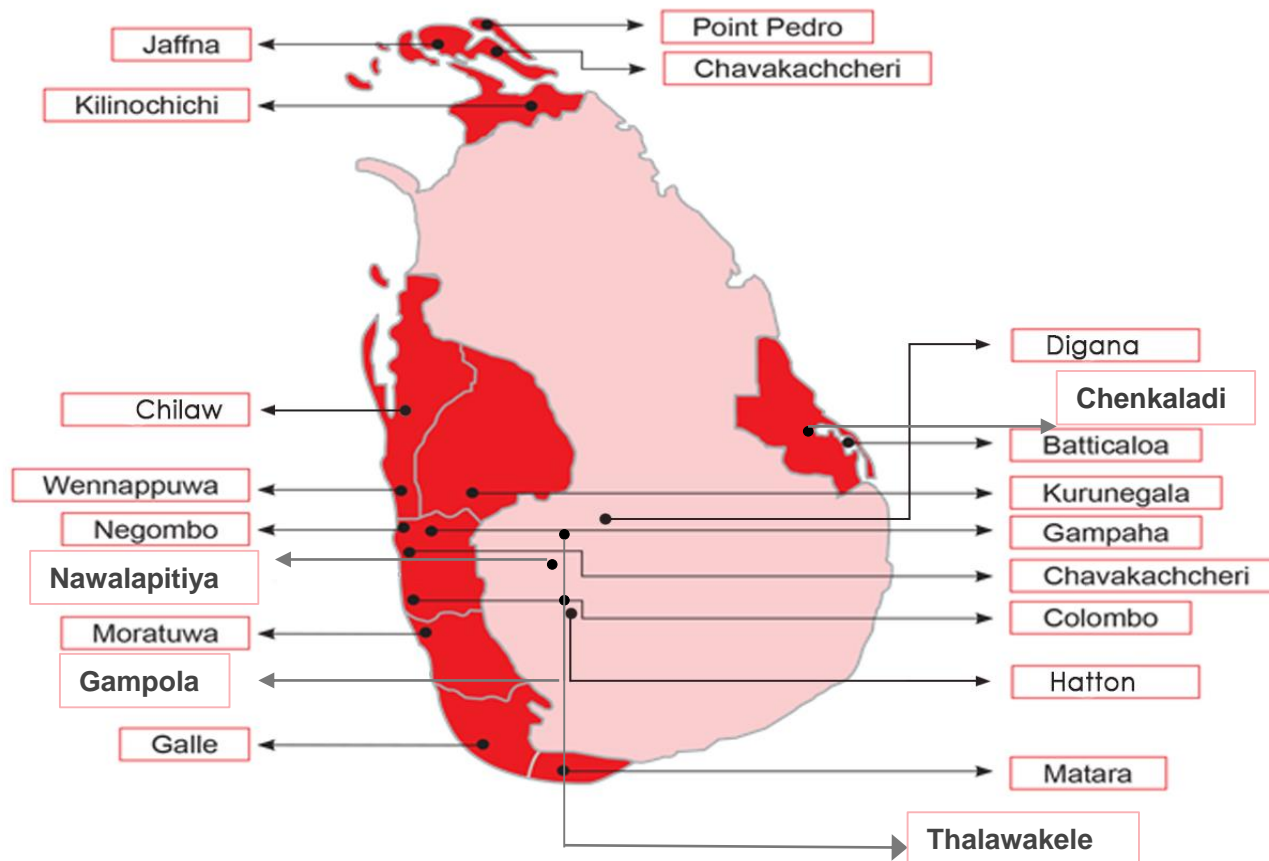 Point Pedro
Jaffna
Chavakachcheri
Kilinochichi
Digana
Chenkaladi
Chilaw
Batticaloa
Wennappuwa
Kurunegala
Negombo
Gampaha
Nawalapitiya
Chavakachcheri
Colombo
Moratuwa
Gampola
Hatton
Galle
Matara
Thalawakele